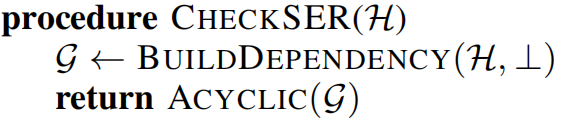 procedure CHECKSER(ℋ)
𝒢 ← BUILDDEPENDENCY(ℋ, ⊥)
return ACYCLIC(𝒢)